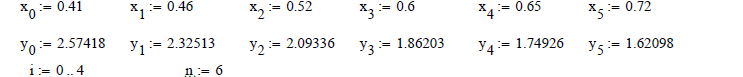 x0 := 0.41 x1 := 0.46 x2 := 0.52 x3 := 0.6 x4 := 0.65 x5 := 0.72
y0 := 2.57418 y1 := 2.32513 y2 := 2.09336 y3 := 1.86203 y4 := 1.74926 y5 := 1.62098
i := 0 .. 4 n := 6